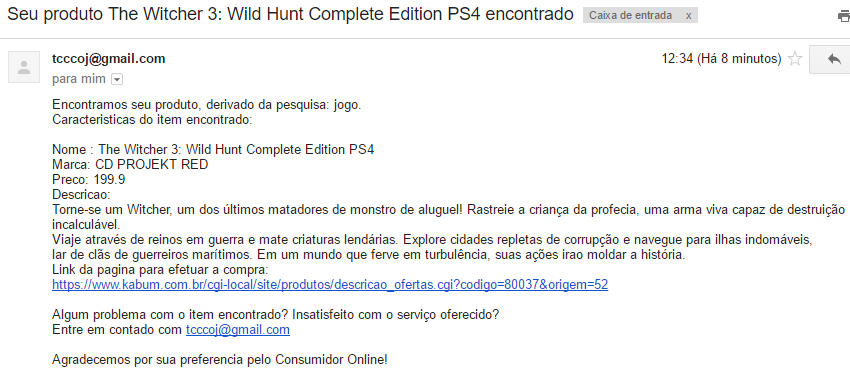 Seu produto The Witcher 3: Wild Hunt Complete Edition PS4 encontrado Caixa de entrada x
tcccoj@gmail.com 12:34 (Há 8 minutos)
para mim
Encontramos seu produto, derivado da pesquisa: jogo.
Caracteristicas do item encontrado:
Nome : The Witcher 3: Wild Hunt Complete Edition PS4
Marca: CD PROJEKT RED
Preco: 199.9
Descricao:
Torne-se um Witcher, um dos últimos matadores de monstro de aluguel! Rastreie a criança da profecia, uma arma viva capaz de destruição
incalculável.
Viaje através de reinos em guerra e mate criaturas lendárias. Explore cidades repletas de corrupção e navegue para ilhas indomáveis,
lar de clãs de guerreiros marítimos. Em um mundo que ferve em turbulência, suas ações irao moldar a história.
Link da pagina para efetuar a compra:
https://www.kabum.com.br/cgi-local/site/produtos/descricao_ofertas.cgi?codigo=80037&origem=52
Algum problema com o item encontrado? Insatisfeito com o serviço oferecido?
Entre em contado com tcccoj@gmail.com
Agradecemos por sua preferencia pelo Consumidor Online!